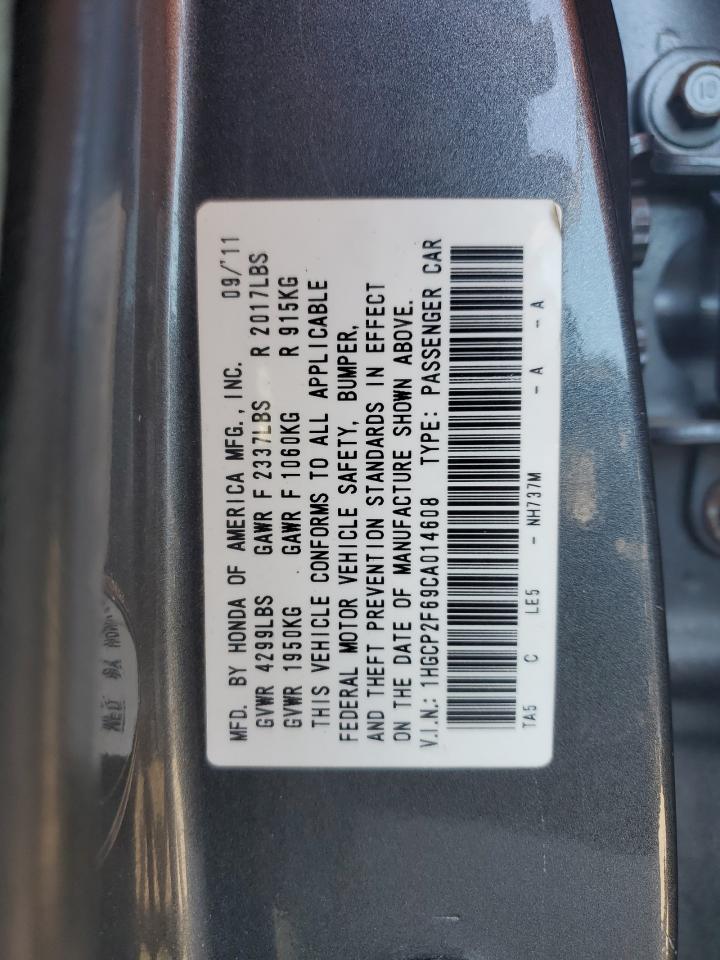 MFD. BY HONDA OF AMERICA MFG., INC. 09/'11
GVWR 4299LBS GAWR F 2337LBS R 2017LBS
GVWR 1950KG GAWR F 1060KG R 915KG
THIS VEHICLE CONFORMS TO ALL APPLICABLE
FEDERAL MOTOR VEHICLE SAFETY, BUMPER,
AND THEFT PREVENTION STANDARDS IN EFFECT
ON THE DATE OF MANUFACTURE SHOWN ABOVE.
V.I.N.: 1HGCP2F69CA014608 TYPE: PASSENGER CAR
TA5 C LE5 - NH737M - A - A
10